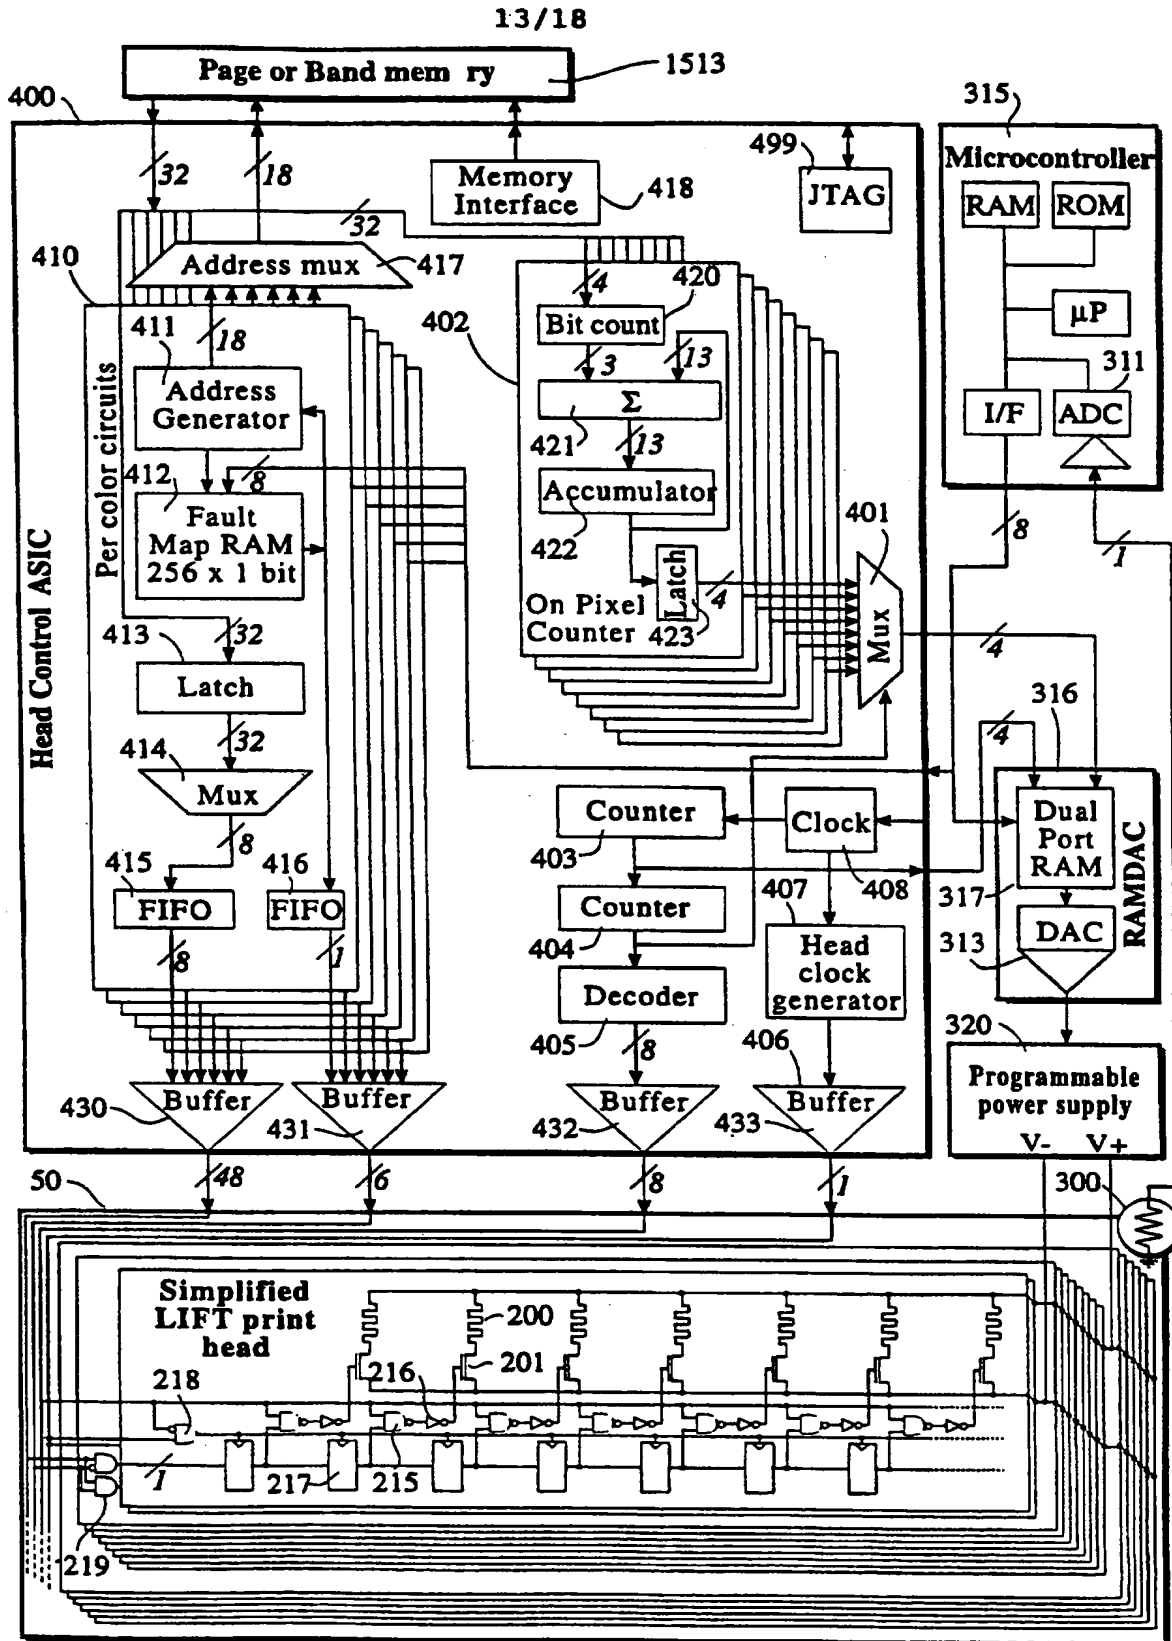 13/18
Page or Band mem ry
1513
400
315
Microcontroller
RAM
ROM
µP
311
I/F
ADC
8
1
32
18
Memory
Interface
418
499
JTAG
32
Address mux
417
410
Head Control ASIC
Per color circuits
411
18
Address
Generator
412
8
Fault
Map RAM
256 x 1 bit
413
32
Latch
414
32
Mux
8
415
FIFO
416
FIFO
8
1
402
4
420
Bit count
3
13
Σ
421
13
Accumulator
422
Latch
4
423
On Pixel
Counter
401
Mux
4
4
316
Counter
403
Clock
408
Counter
404
407
Head
clock
generator
Decoder
405
8
406
Dual
Port
RAM
317
DAC
313
RAMDAC
320
Programmable
power supply
V-
V+
Buffer
430
Buffer
431
Buffer
432
Buffer
433
48
6
8
1
50
300
Simplified
LIFT print
head
200
201
216
218
1
217
215
219